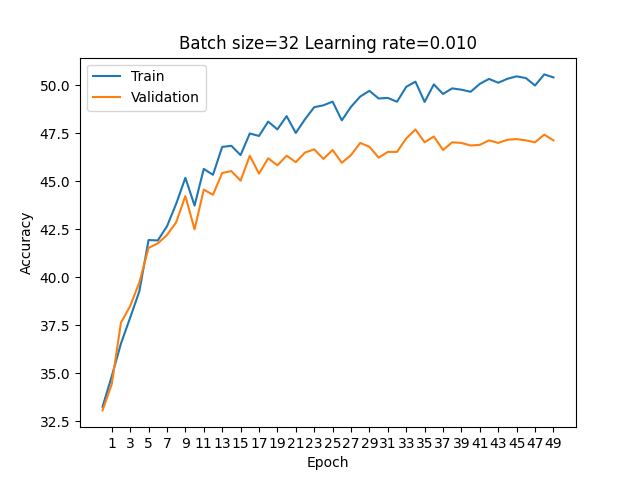 Batch size=32 Learning rate=0.010
Train
Validation
50.0
47.5
45.0
42.5
40.0
37.5
35.0
32.5
Accuracy
1 3 5 7 9 11 13 15 17 19 21 23 25 27 29 31 33 35 37 39 41 43 45 47 49
Epoch